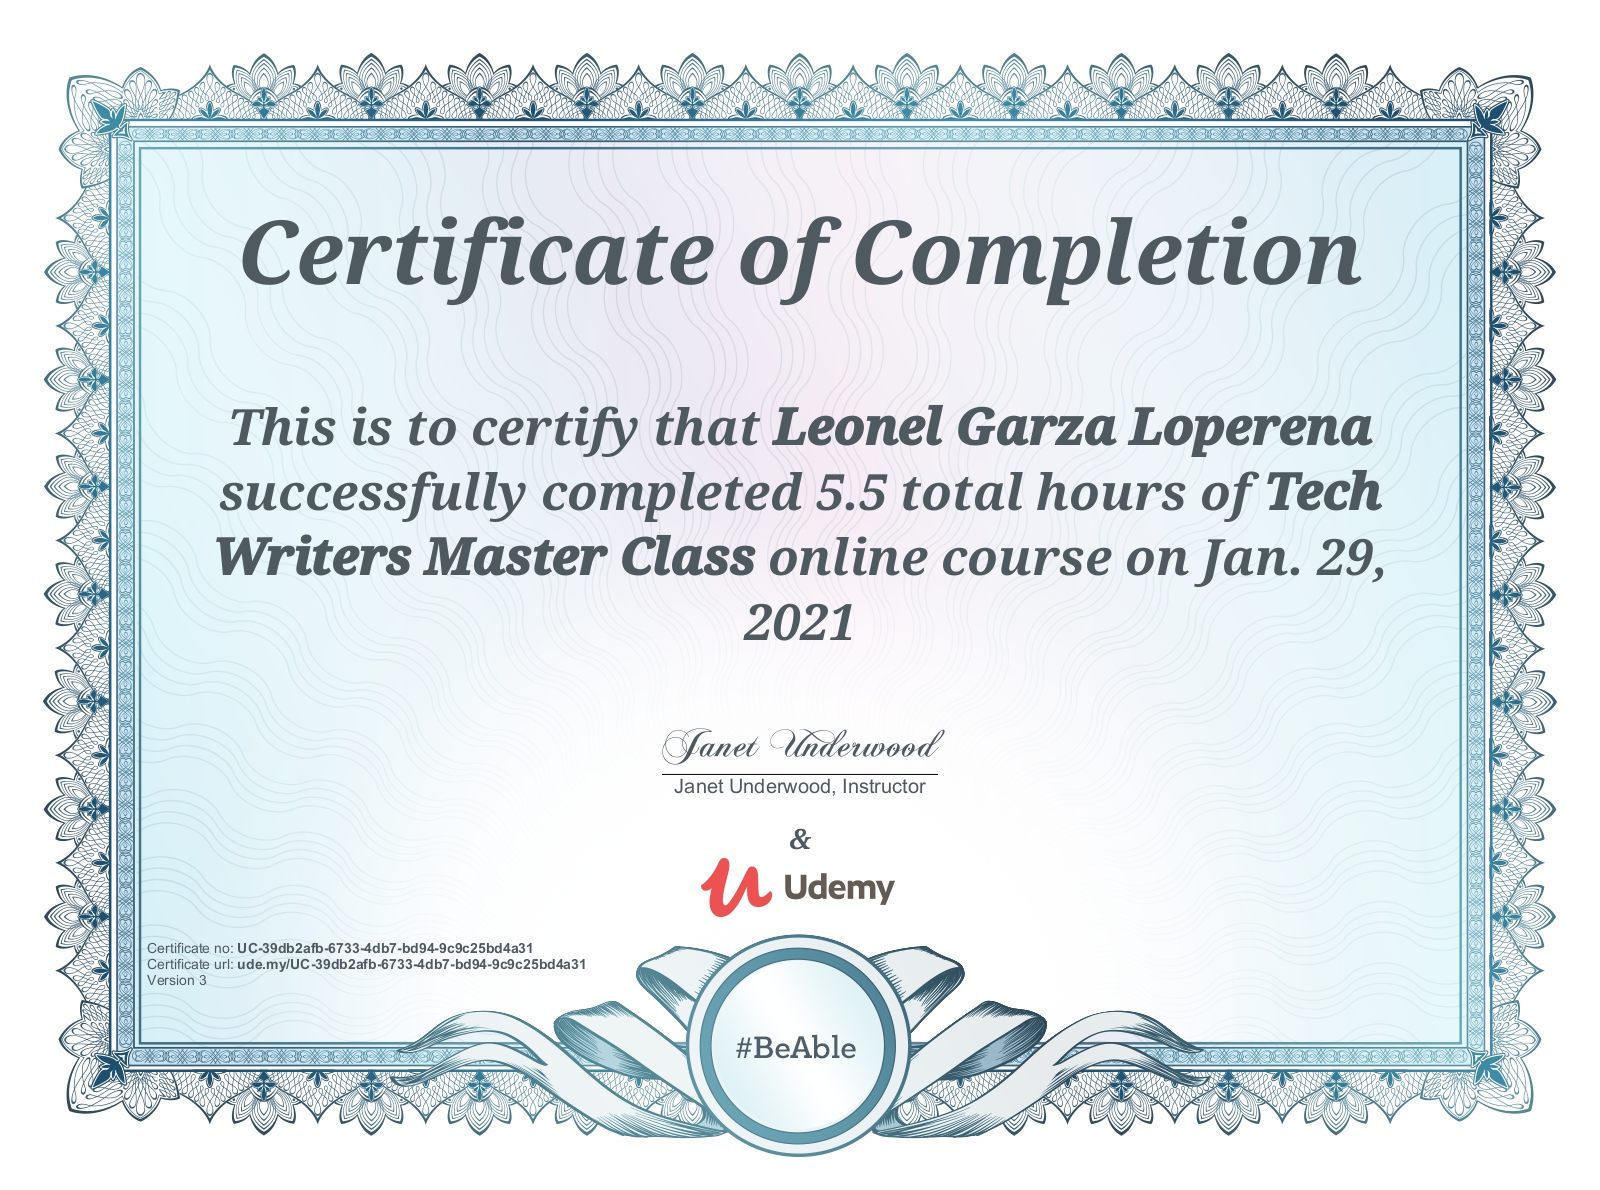 Certificate of Completion
This is to certify that Leonel Garza Loperena
successfully completed 5.5 total hours of Tech
Writers Master Class online course on Jan. 29,
2021
Janet Underwood
Janet Underwood, Instructor
&
Udemy
Certificate no: UC-39db2afb-6733-4db7-bd94-9c9c25bd4a31
Certificate url: ude.my/UC-39db2afb-6733-4db7-bd94-9c9c25bd4a31
Version 3
#BeAble